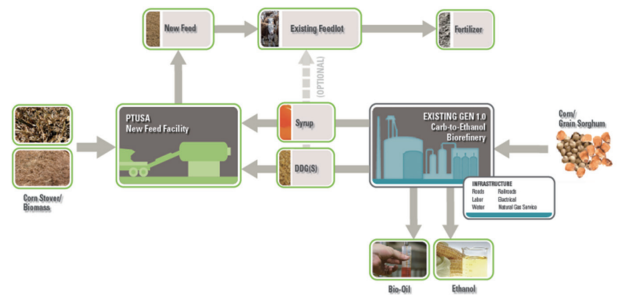 New Feed
Existing Feedlot
Fertilizer
(OPTIONAL)
PTUSA
New Feed Facility
Syrup
DDG(S)
EXISTING GEN 1.0
Carb-to-Ethanol
Biorefinery
Corn/
Grain Sorghum
Corn Stover/
Biomass
INFRASTRUCTURE
Roads Railroads
Labor Electrical
Water Natural Gas Service
Bio-Oil
Ethanol